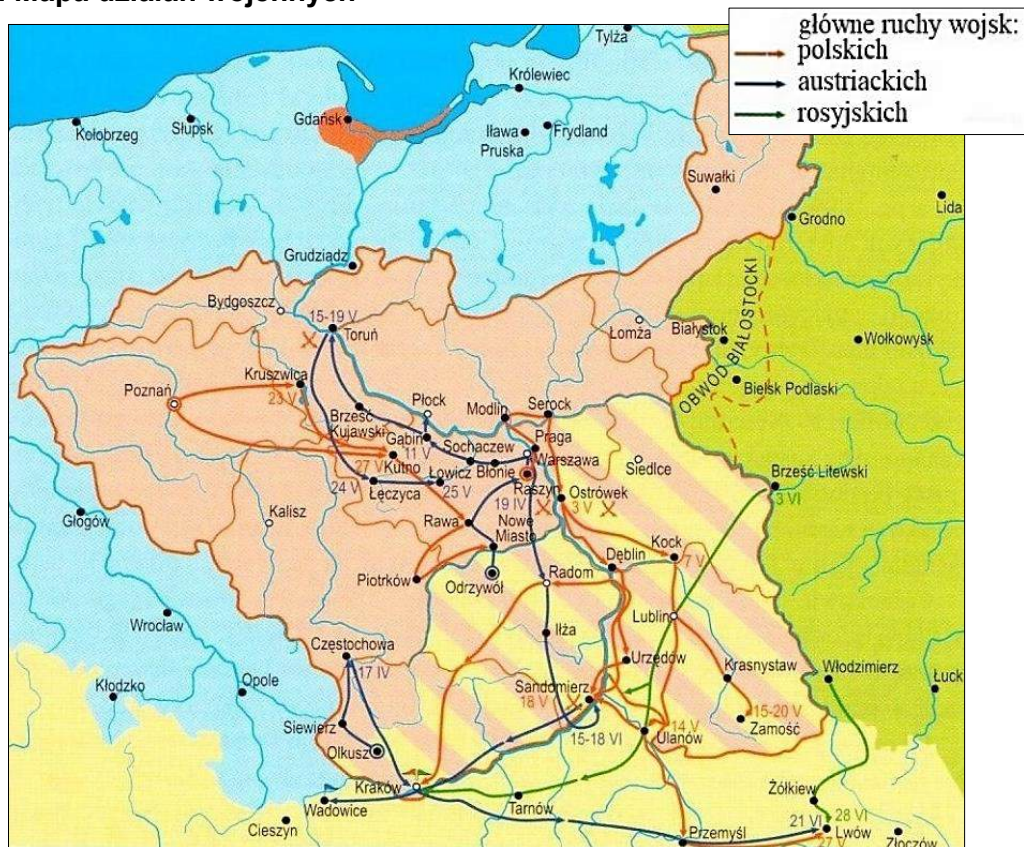 mapa działań wojennych
główne ruchy wojsk:
polskich
austriackich
rosyjskich
Tylża
Królewiec
Gdańsk
Kołobrzeg
Słupsk
Iława
Pruska
Frydland
Suwałki
Lida
Grodno
Grudziadz
Bydgoszcz
15-19 V
Toruń
Łomża
Białystok
OBWÓD BIAŁOSTOCKI
Wołkowysk
Bielsk Podlaski
Poznań
Kruszwica
23 V
Brześć
Kujawski
Płock
Modlin
Serock
Gabin
11 V
Sochaczew
Praga
Warszawa
Siedlce
Brześć Litewski
3 VI
27 V
Kutno
Łowicz
Błonie
24 V
Łęczyca
25 V
Raszyn
19 IV
Ostrówek
3 V
Głogów
Kalisz
Rawa
Nowe
Miasto
Kock
7 V
Dęblin
Piotrków
Odrzywół
Radom
Lublin
Wrocław
Iłża
Częstochowa
17 IV
Urzędów
Krasnystaw
Włodzimierz
Łuck
Kłodzko
Opole
Sandomierz
18 V
15-20 V
Zamość
Siewierz
14 V
Ulanów
15-18 VI
Olkusz
Kraków
Wadowice
Tarnów
Żółkiew
Cieszyn
21 VI
28 VI
Przemyśl
Lwów
27 V
Złoczów